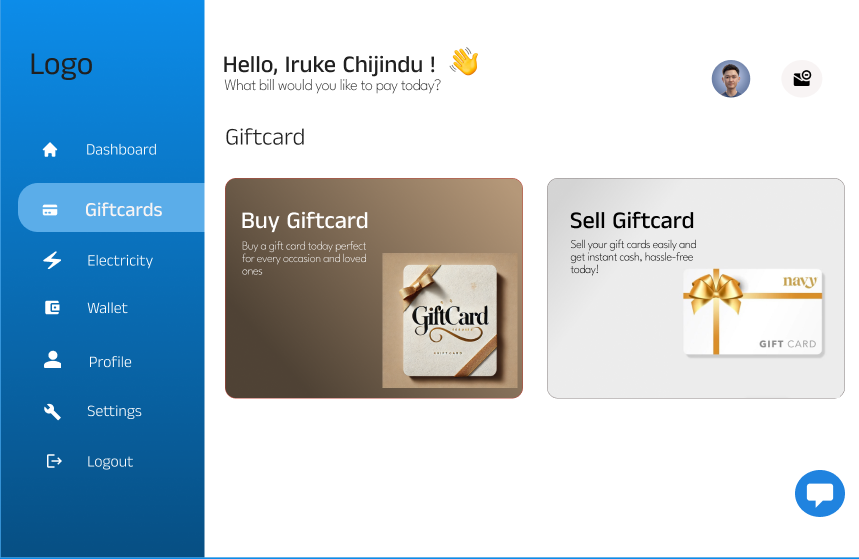 Logo
Hello, Iruke Chijindu !
What bill would you like to pay today?
Giftcard
Dashboard
Giftcards
Electricity
Wallet
Profile
Settings
Logout
Buy Giftcard
Buy a gift card today perfect
for every occasion and loved
ones
GiftCard
Sell Giftcard
Sell your gift cards easily and
get instant cash, hassle-free
today!
navy
GIFT CARD